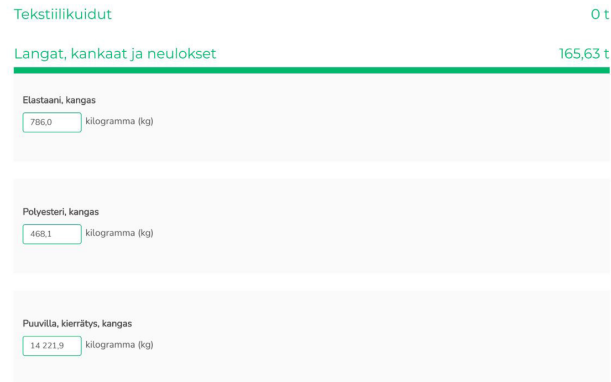 Tekstiilikuidut 0 t
Langat, kankaat ja neulokset 165,63 t
Elastaani, kangas
786,0 kilogramma (kg)
Polyesteri, kangas
468,1 kilogramma (kg)
Puuvilla, kierrätys, kangas
14 221,9 kilogramma (kg)